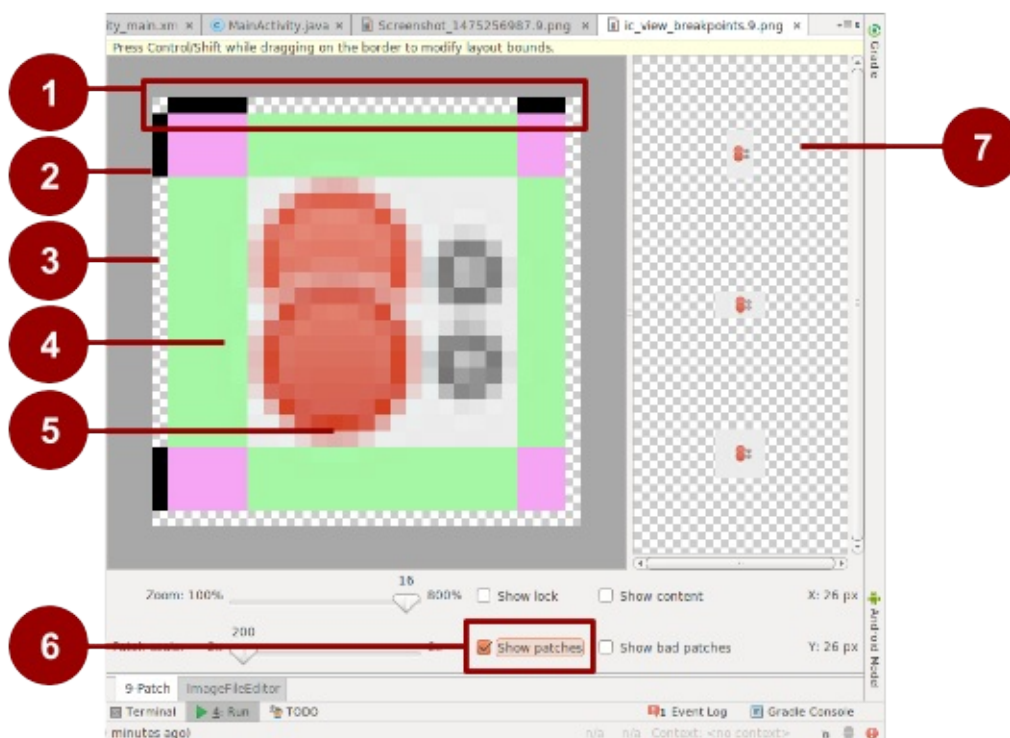 ity_main.xm × MainActivity.java × Screenshot_1475256987.9.png × ic_view_breakpoints.9.png ×
Press Control/Shift while dragging on the border to modify layout bounds.
Gradle
1
2
3
4
5
6
7
16
Zoom: 100% 800% Show lock Show content X: 26 px
200
Show patches Show bad patches Y: 26 px
Android Model
9-Patch ImageFileEditor
Terminal 4: Run TODO 1 Event Log Gradle Console
minutes ago) n/a n/a Context: <no context>